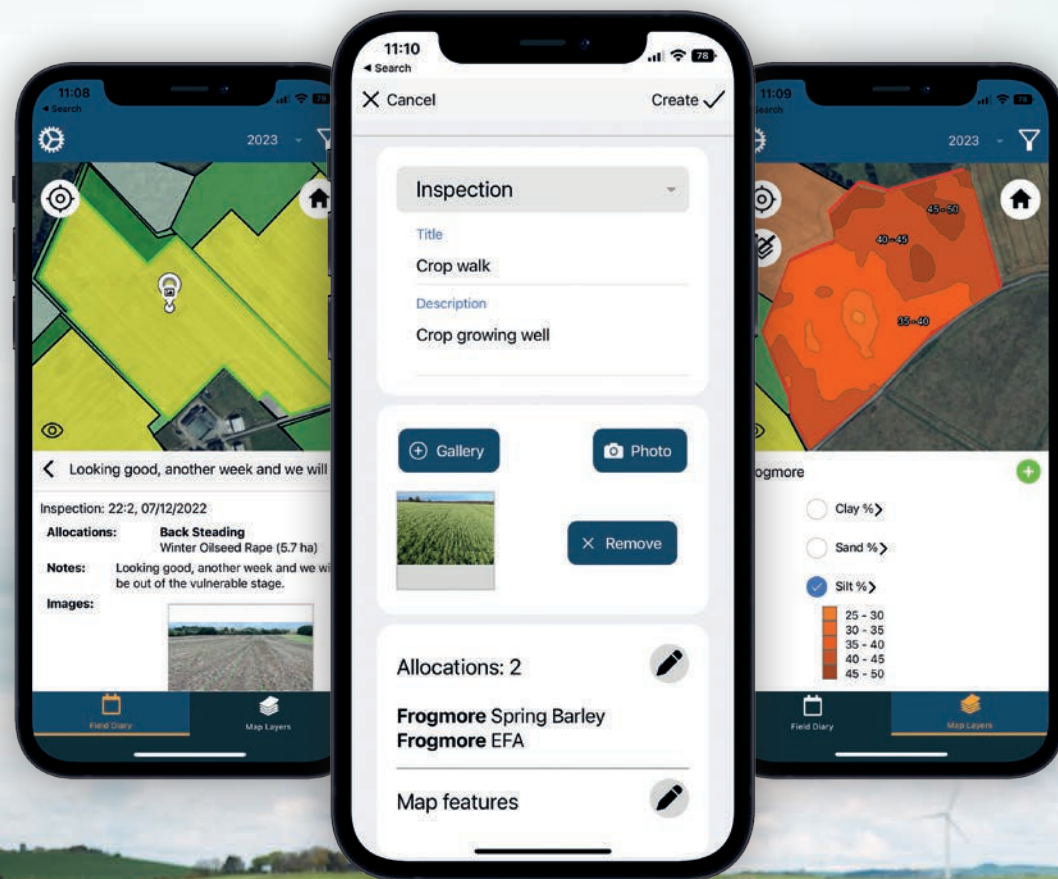 11:08
Search
2023
Looking good, another week and we will
Inspection: 22:2, 07/12/2022
Allocations: Back Steading
Winter Oilseed Rape (5.7 ha)
Notes: Looking good, another week and we wi
be out of the vulnerable stage.
Images:
Field Diary Map Layers
11:10
78
Search
Cancel Create
Inspection
Title
Crop walk
Description
Crop growing well
Gallery Photo
Remove
Allocations: 2
Frogmore Spring Barley
Frogmore EFA
Map features
11:09
78
Search
2023
45 - 50
40 - 45
35 - 40
ogmore
Clay %
Sand %
Silt %
25 - 30
30 - 35
35 - 40
40 - 45
45 - 50
Field Diary Map Layers